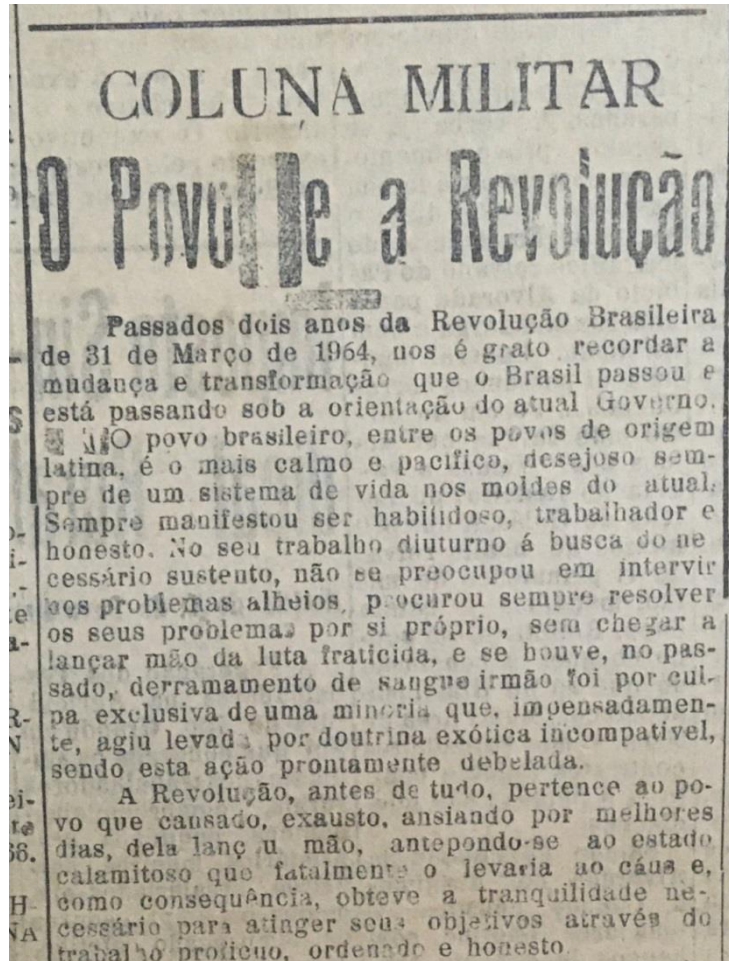 COLUNA MILITAR
O Povo e a Revolução
Passados dois anos da Revolução Brasileira
de 31 de Março de 1964, nos é grato recordar a
mudança e transformação que o Brasil passou e
está passando sob a orientação do atual Governo.
O povo brasileiro, entre os povos de origem
latina, é o mais calmo e pacífico, desejoso sem-
pre de um sistema de vida nos moldes do atual.
Sempre manifestou ser habilidoso, trabalhador e
honesto. No seu trabalho diuturno á busca do ne
cessário sustento, não se preocupou em intervir
nos problemas alheios, procurou sempre resolver
os seus problemas por si próprio, sem chegar a
lançar mão da luta fraticida, e se houve, no pas-
sado, derramamento de sangue irmão foi por cul-
pa exclusiva de uma minoria que, impensadamen-
te, agiu levada por doutrina exótica incompativel,
sendo esta ação prontamente debelada.
A Revolução, antes de tudo, pertence ao po-
vo que cansado, exausto, ansiando por melhores
dias, dela lanç u mão, antepondo-se ao estado
calamitoso que fatalmente o levaria ao cáus e,
como consequência, obteve a tranquilidade ne-
cessário para atinger seus objetivos através do
trabalho profícuo, ordenado e honesto